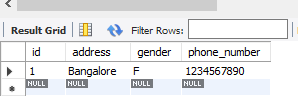 Result Grid Filter Rows:
id address gender phone_number
1 Bangalore F 1234567890
NULL NULL NULL NULL